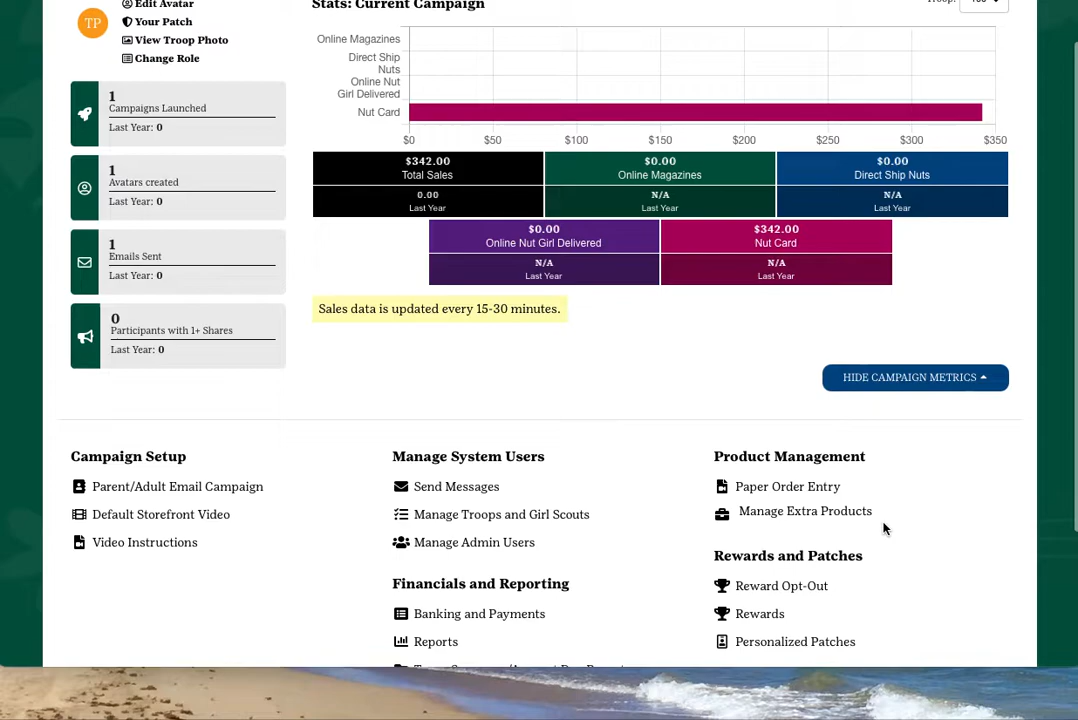 Edit Avatar
TP
Your Patch
View Troop Photo
Change Role
1
Campaigns Launched
Last Year: 0
1
Avatars created
Last Year: 0
1
Emails Sent
Last Year: 0
0
Participants with 1+ Shares
Last Year: 0
Stats: Current Campaign
Troop:
Online Magazines
Direct Ship
Nuts
Online Nut
Girl Delivered
Nut Card
$0 $50 $100 $150 $200 $250 $300 $350
$342.00 $0.00 $0.00
Total Sales Online Magazines Direct Ship Nuts
0.00 N/A N/A
Last Year Last Year Last Year
$0.00 $342.00
Online Nut Girl Delivered Nut Card
N/A N/A
Last Year Last Year
Sales data is updated every 15-30 minutes.
HIDE CAMPAIGN METRICS
Campaign Setup
Parent/Adult Email Campaign
Default Storefront Video
Video Instructions
Manage System Users
Send Messages
Manage Troops and Girl Scouts
Manage Admin Users
Financials and Reporting
Banking and Payments
Reports
Product Management
Paper Order Entry
Manage Extra Products
Rewards and Patches
Reward Opt-Out
Rewards
Personalized Patches